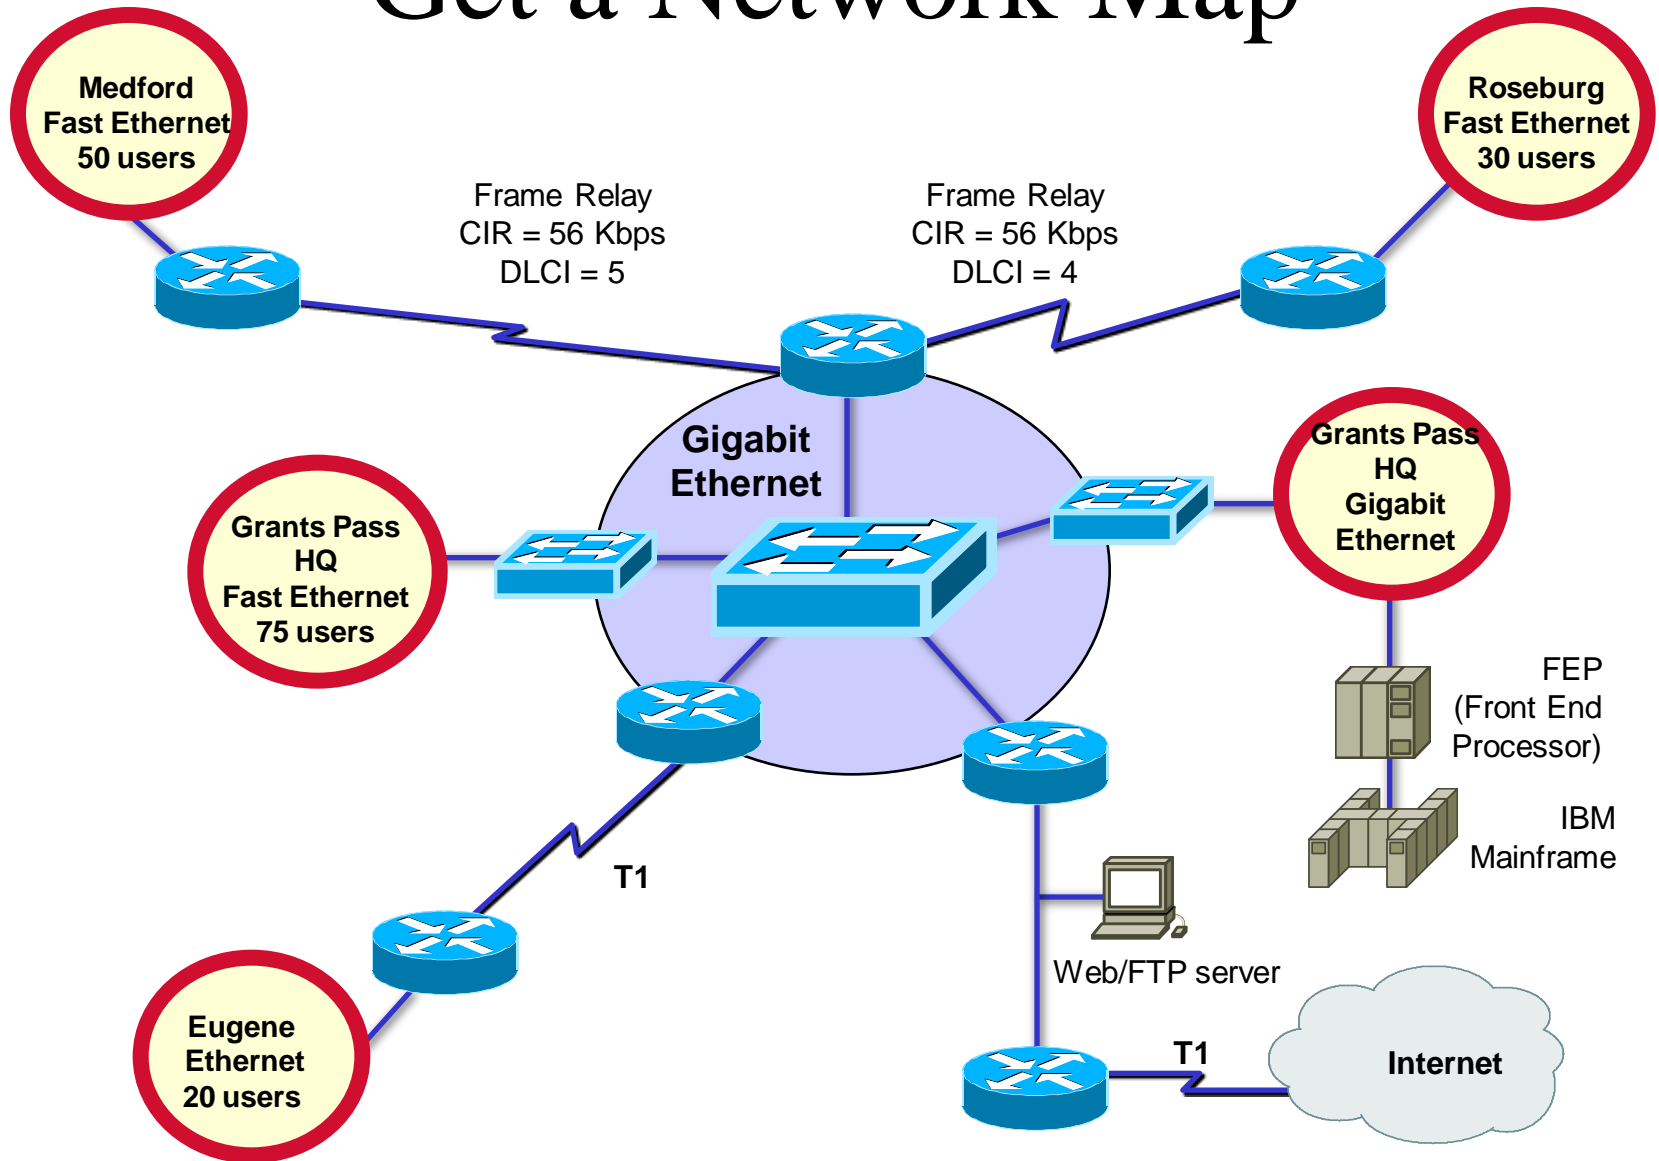 Get a Network Map
Medford
Fast Ethernet
50 users
Roseburg
Fast Ethernet
30 users
Frame Relay
CIR = 56 Kbps
DLCI = 5
Frame Relay
CIR = 56 Kbps
DLCI = 4
Gigabit
Ethernet
Grants Pass
HQ
Gigabit
Ethernet
Grants Pass
HQ
Fast Ethernet
75 users
FEP
(Front End
Processor)
IBM
Mainframe
T1
Web/FTP server
Eugene
Ethernet
20 users
T1
Internet